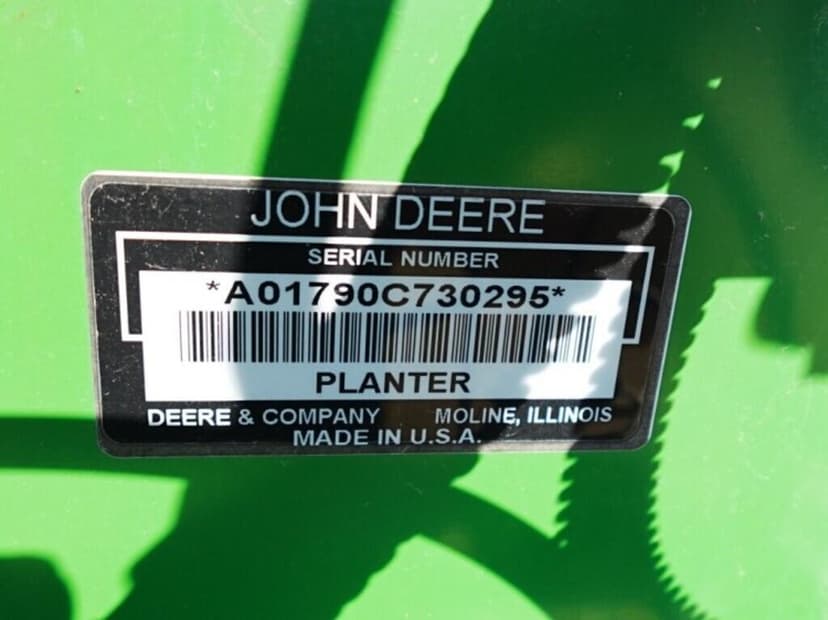 JOHN DEERE
SERIAL NUMBER
*A01790C730295*
PLANTER
DEERE & COMPANY MOLINE, ILLINOIS
MADE IN U.S.A.